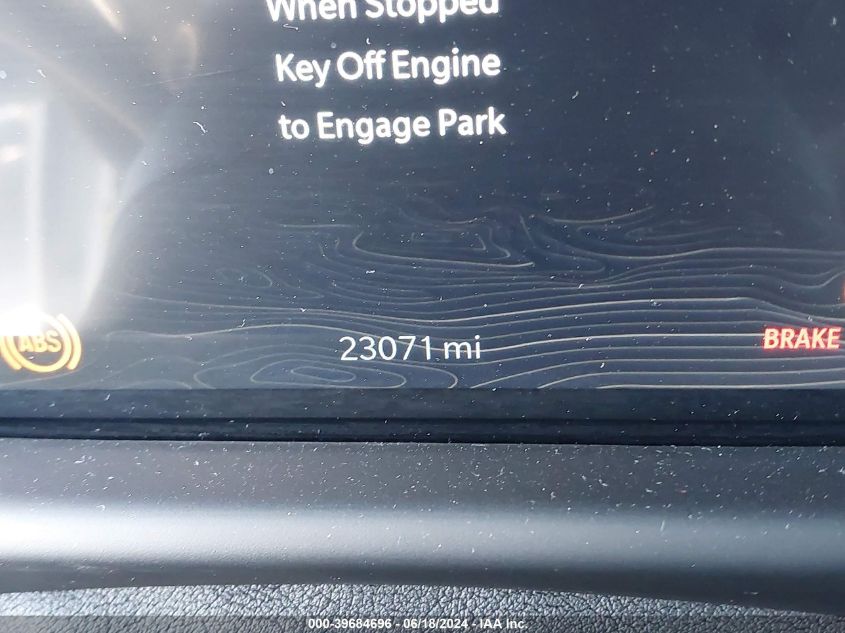 When Stopped
Key Off Engine
to Engage Park
ABS
23071 mi
BRAKE
000-39684696 - 06/18/2024 - IAA Inc.